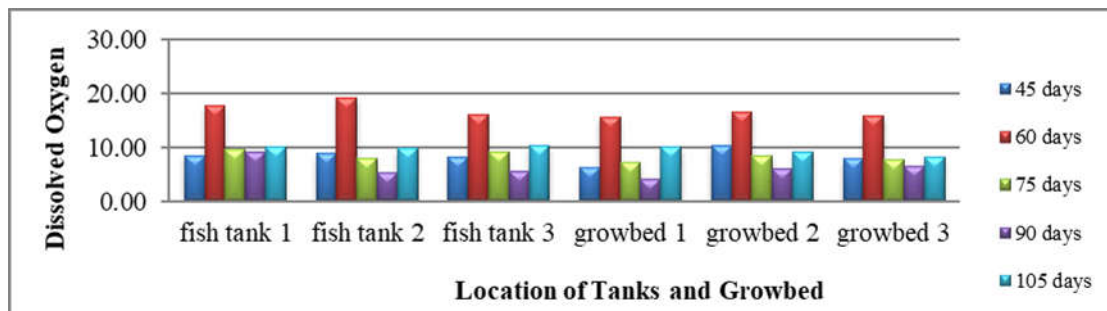 Dissolved Oxygen
30.00
20.00
10.00
0.00
fish tank 1 fish tank 2 fish tank 3 growbed 1 growbed 2 growbed 3
Location of Tanks and Growbed
45 days
60 days
75 days
90 days
105 days